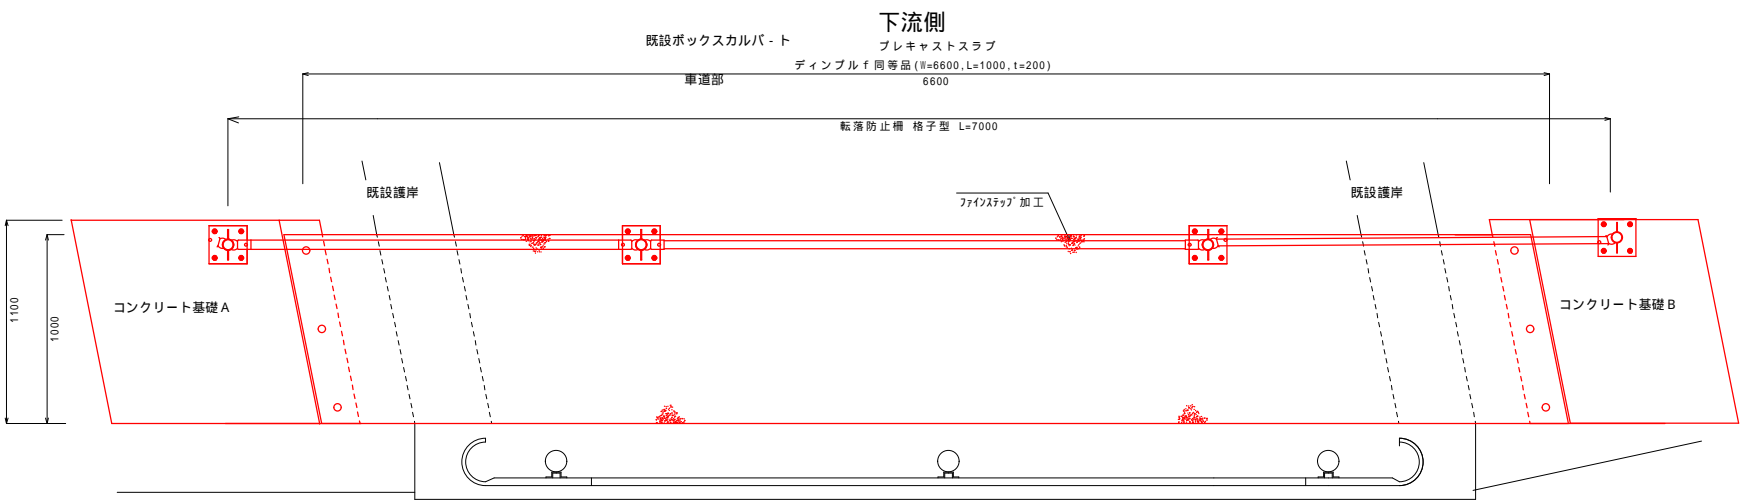 下流側
既設ボックスカルバ-ト
プレキャストスラブ
ディンプルf同等品(W=6600,L=1000,t=200)
車道部
6600
転落防止柵 格子型 L=7000
既設護岸
既設護岸
ﾌｧｲﾝｽﾃｯﾌﾟ加工
コンクリート基礎A
コンクリート基礎B
1100
1000